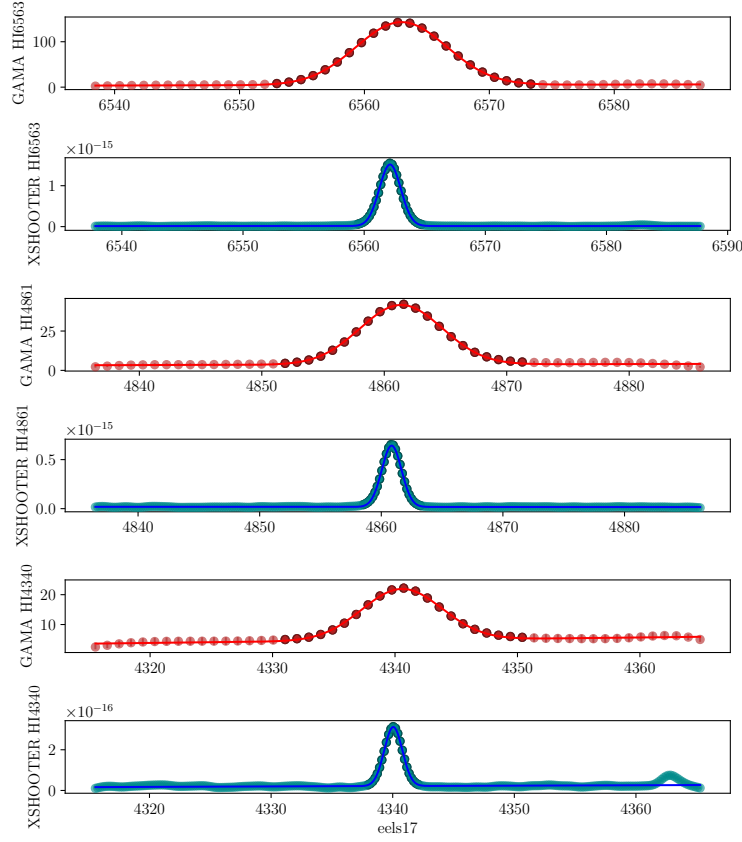 GAMA HI6563
100
0
6540 6550 6560 6570 6580
XSHOOTER HI6563
×10−15
1
0
6540 6550 6560 6570 6580 6590
GAMA HI4861
25
0
4840 4850 4860 4870 4880
XSHOOTER HI4861
×10−15
0.5
0.0
4840 4850 4860 4870 4880
GAMA HI4340
20
10
4320 4330 4340 4350 4360
XSHOOTER HI4340
×10−16
2
0
4320 4330 4340 4350 4360
eels17